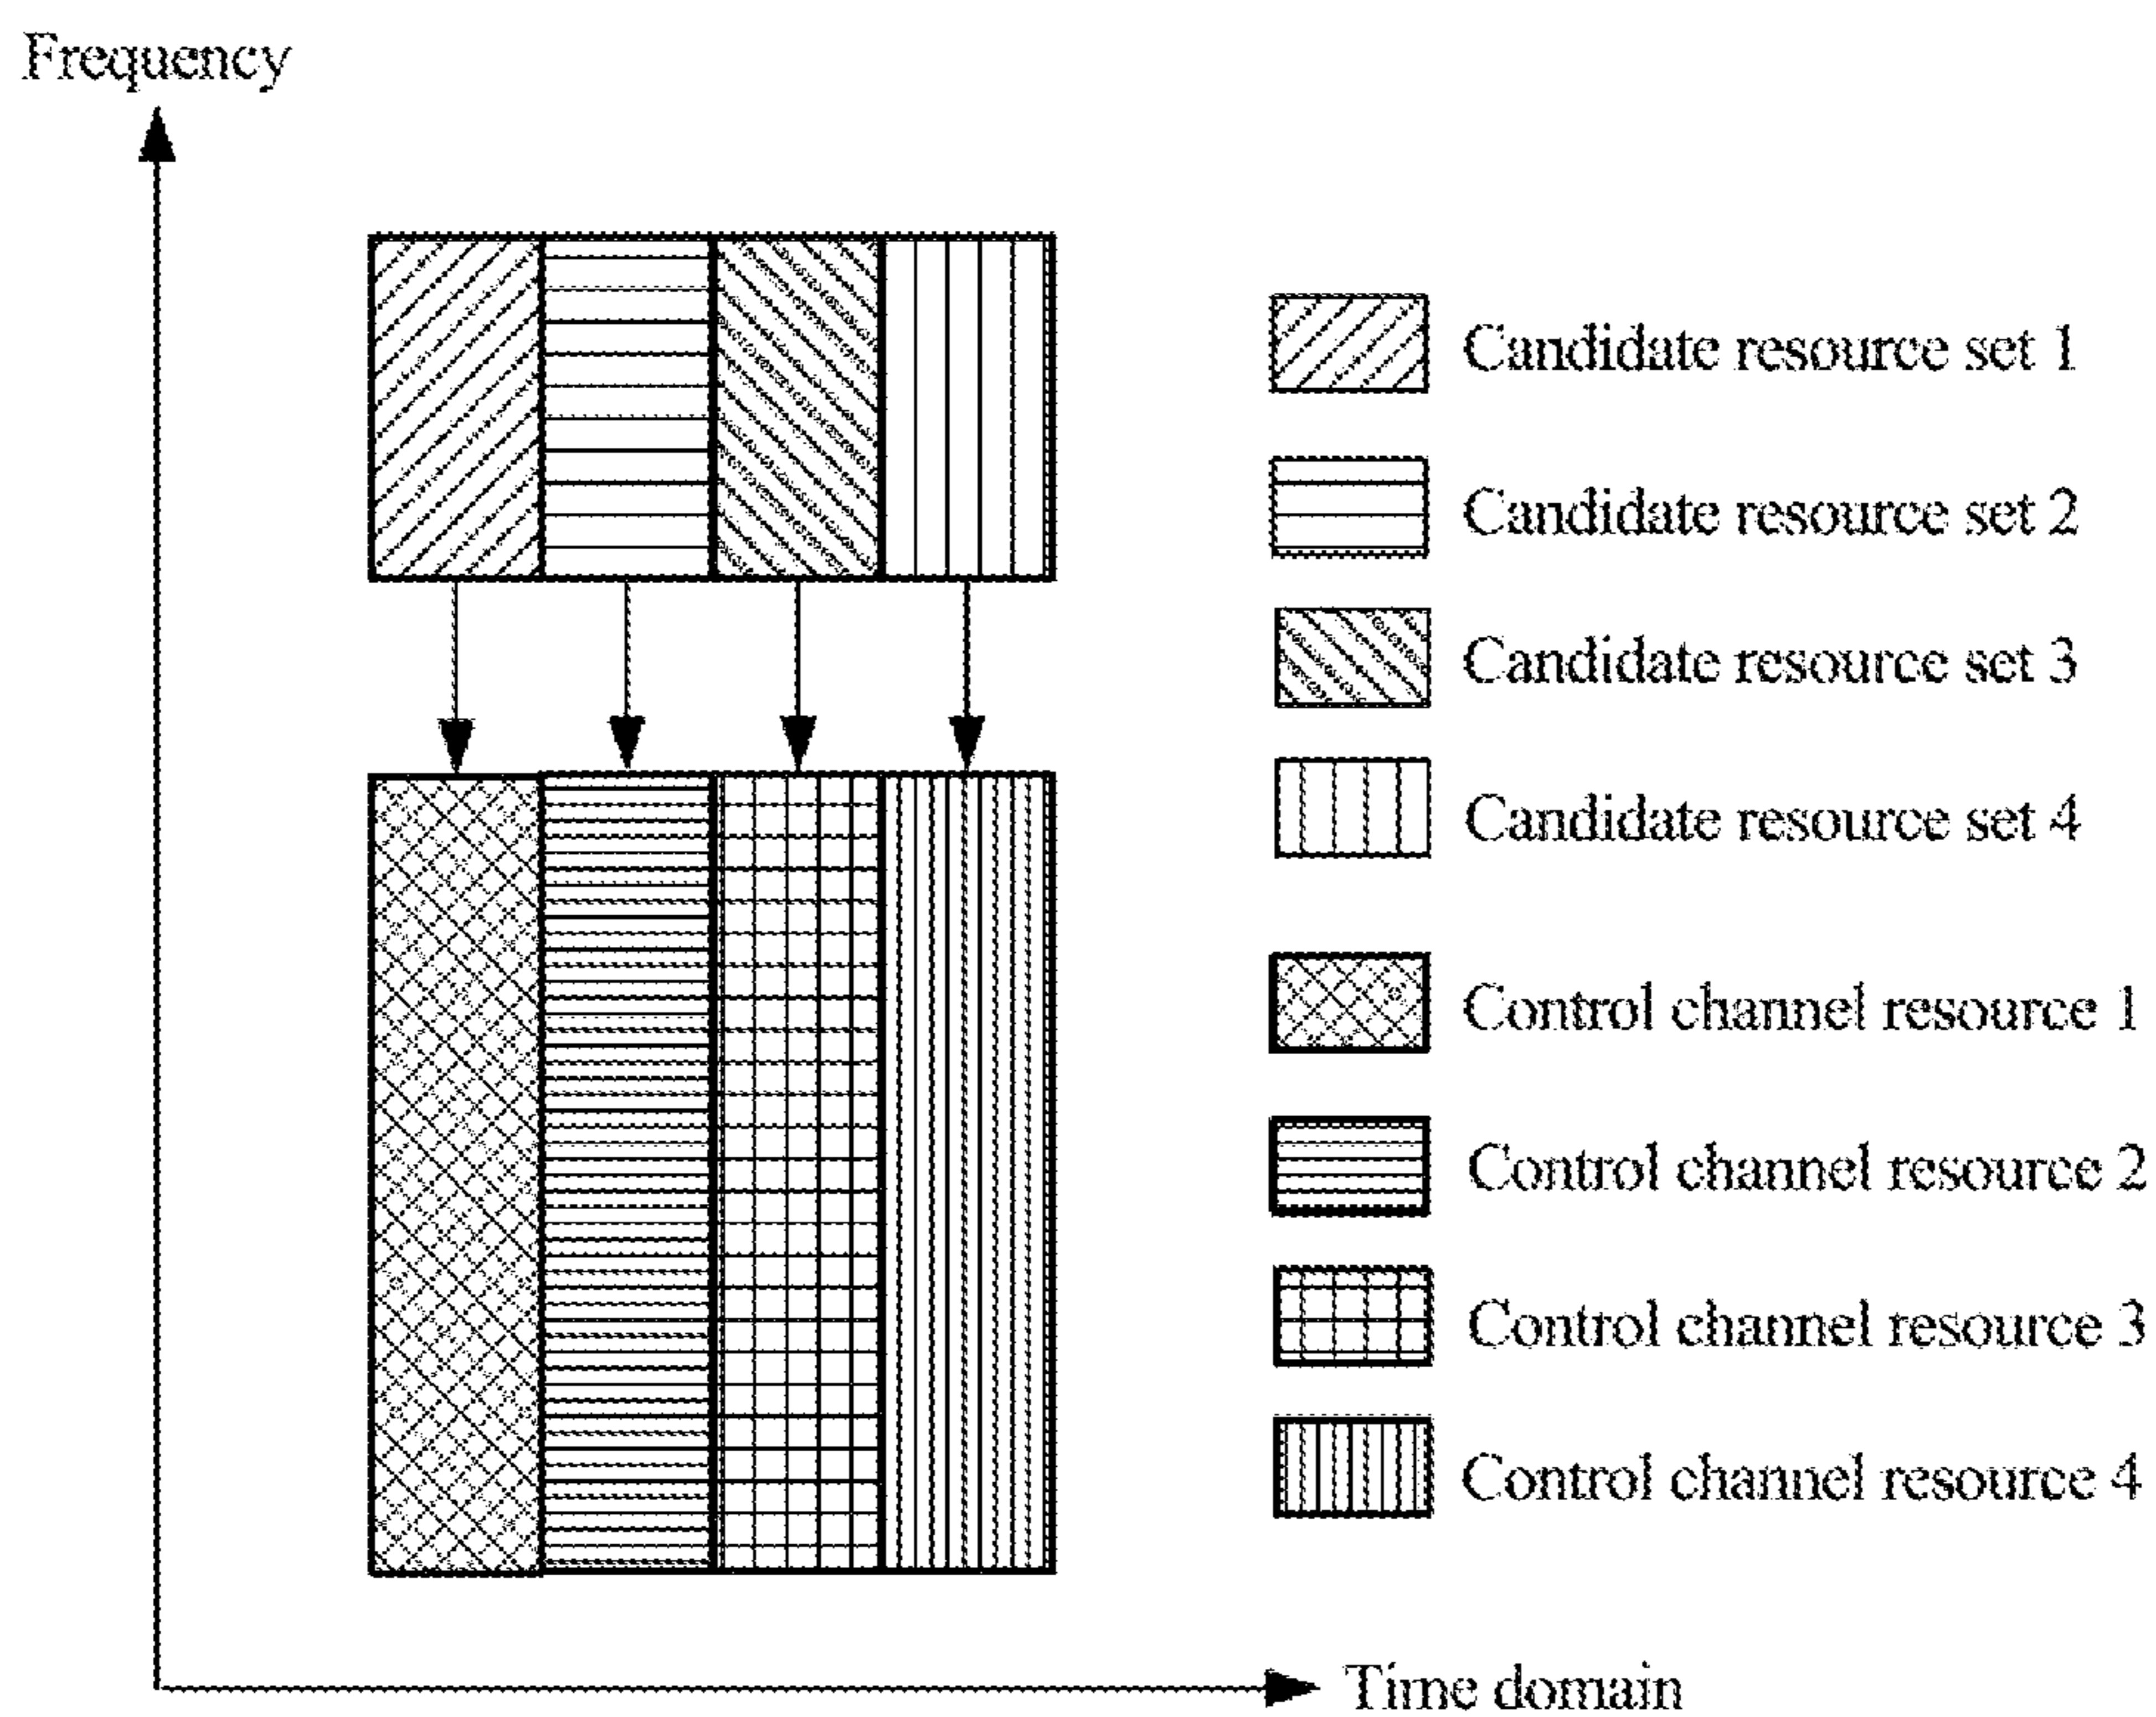 Frequency
Candidate resource set 1
Candidate resource set 2
Candidate resource set 3
Candidate resource set 4
Control channel resource 1
Control channel resource 2
Control channel resource 3
Control channel resource 4
Time domain